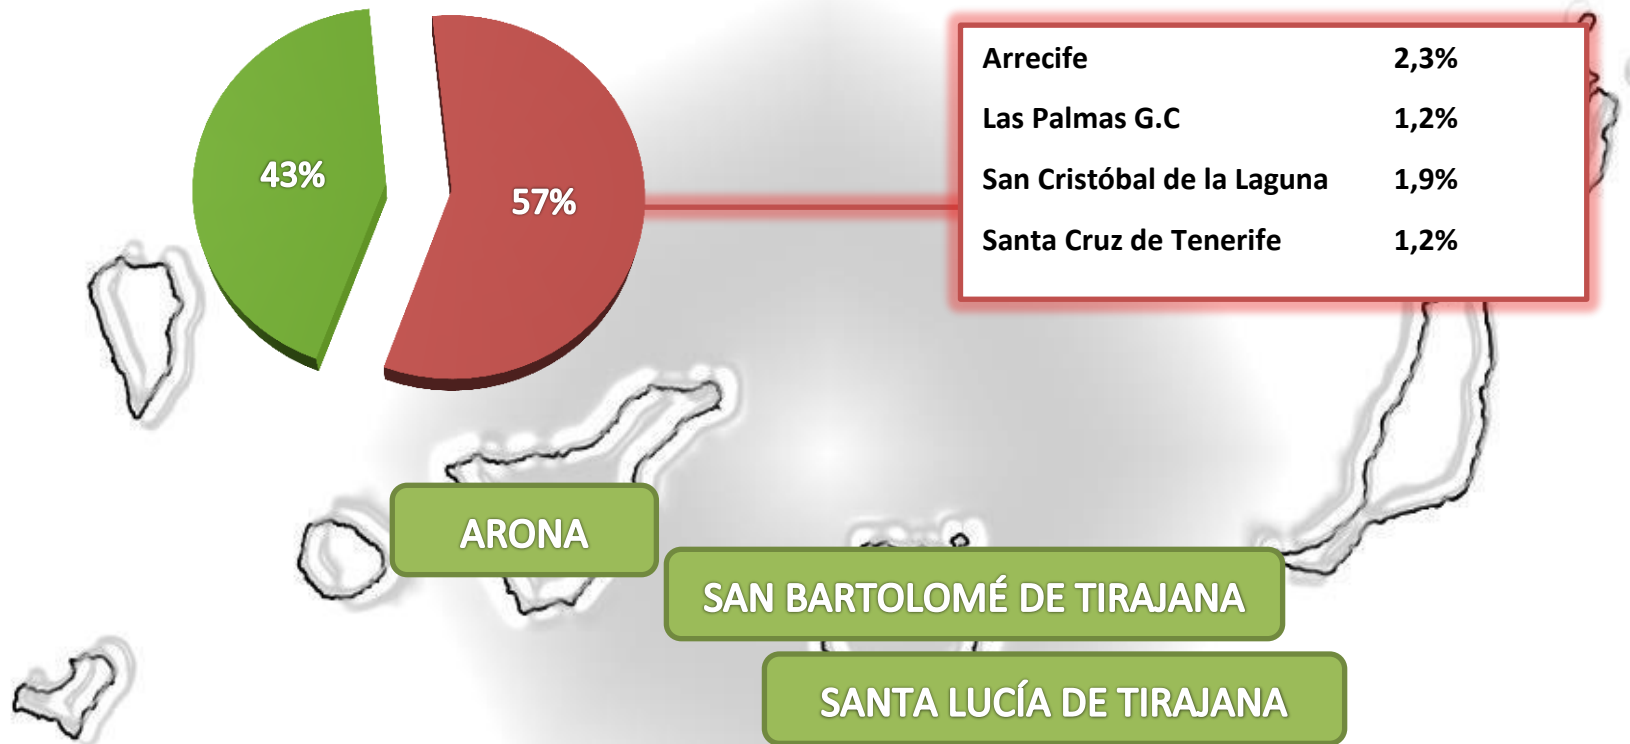 43%
57%
Arrecife 2,3%
Las Palmas G.C 1,2%
San Cristóbal de la Laguna 1,9%
Santa Cruz de Tenerife 1,2%
ARONA
SAN BARTOLOMÉ DE TIRAJANA
SANTA LUCÍA DE TIRAJANA